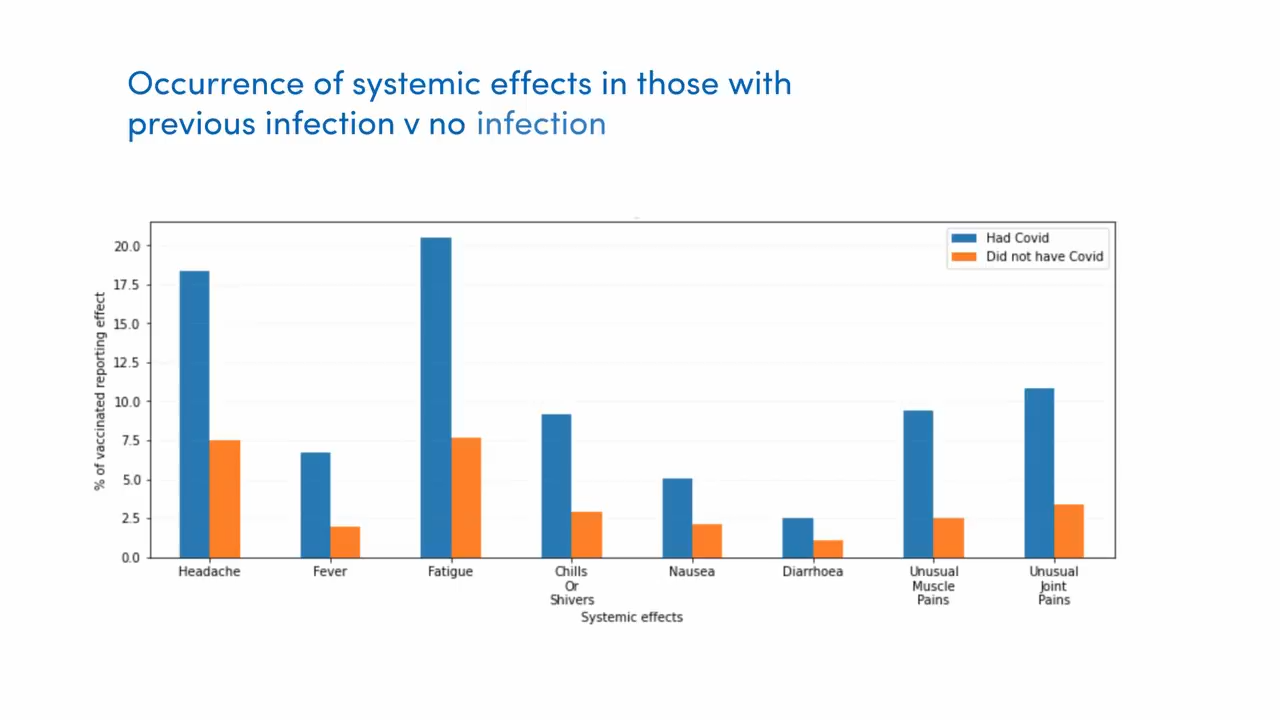 Occurrence of systemic effects in those with
previous infection v no infection
Had Covid
Did not have Covid
% of vaccinated reporting effect
20.0
17.5
15.0
12.5
10.0
7.5
5.0
2.5
0.0
Headache
Fever
Fatigue
Chills
Or
Shivers
Nausea
Diarrhoea
Unusual
Muscle
Pains
Unusual
Joint
Pains
Systemic effects